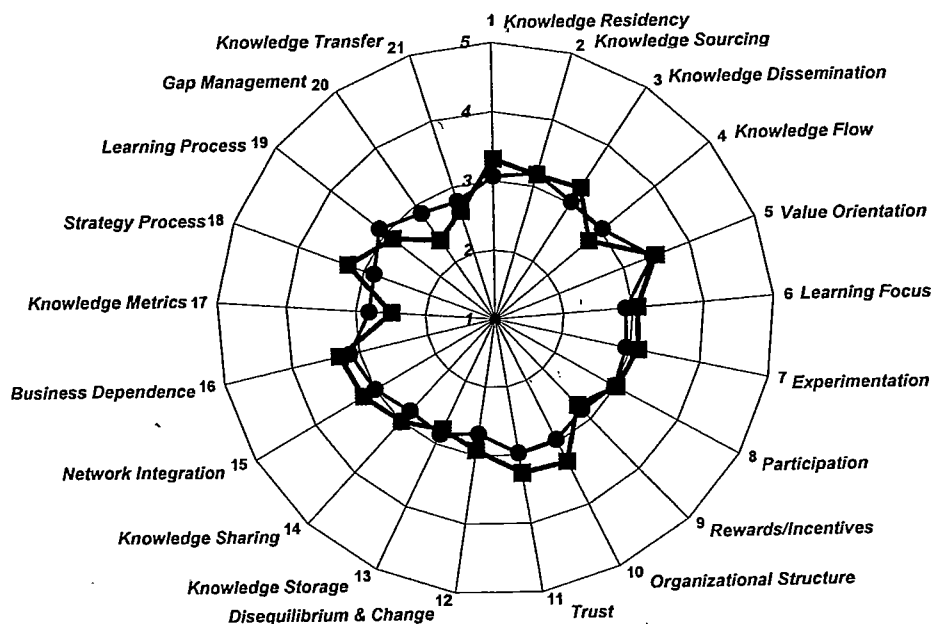 1 Knowledge Residency
2 Knowledge Sourcing
3 Knowledge Dissemination
4 Knowledge Flow
5 Value Orientation
6 Learning Focus
7 Experimentation
8 Participation
9 Rewards/Incentives
10 Organizational Structure
11 Trust
12 Disequilibrium & Change
13 Knowledge Storage
14 Knowledge Sharing
15 Network Integration
16 Business Dependence
Knowledge Metrics 17
Strategy Process 18
Learning Process 19
Gap Management 20
Knowledge Transfer 21
5
4
3
2
1